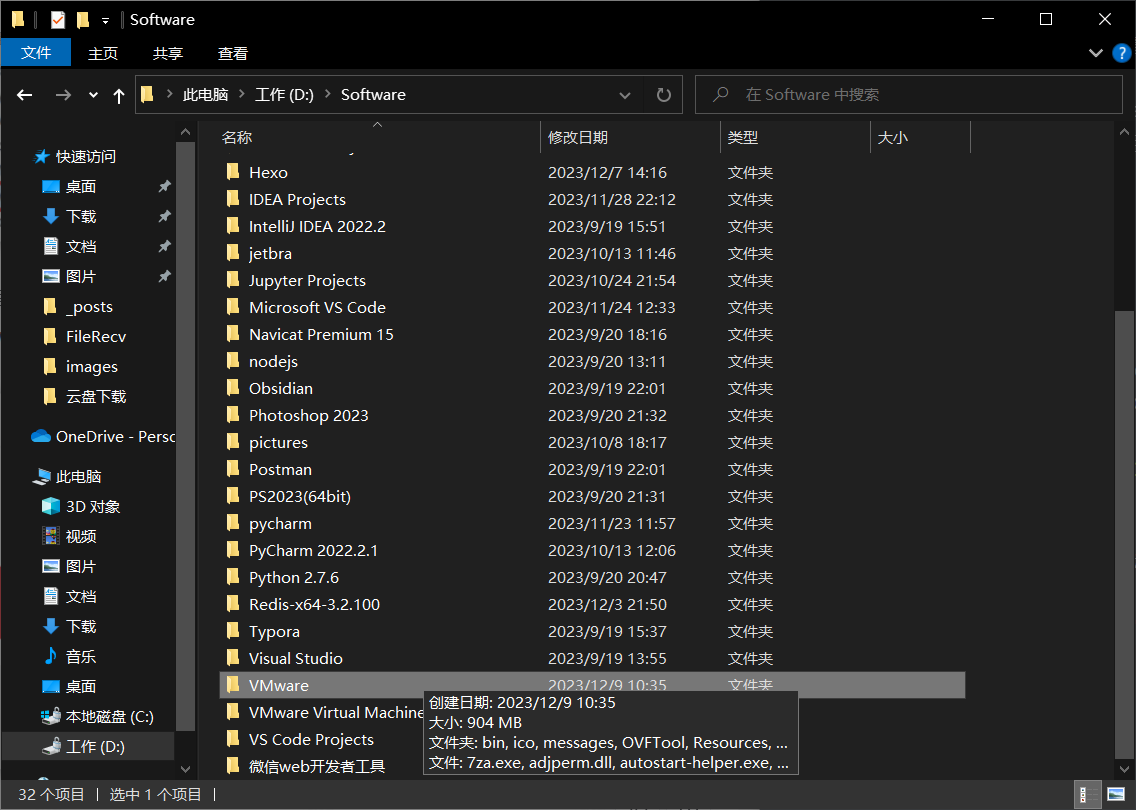 Software
文件 主页 共享 查看
此电脑 工作 (D:) Software 在 Software 中搜索
名称 修改日期 类型 大小
快速访问
桌面
下载
文档
图片
_posts
FileRecv
images
云盘下载
OneDrive - Persc
此电脑
3D 对象
视频
图片
文档
下载
音乐
桌面
本地磁盘 (C:)
工作 (D:)
Hexo 2023/12/7 14:16 文件夹
IDEA Projects 2023/11/28 22:12 文件夹
IntelliJ IDEA 2022.2 2023/9/19 15:51 文件夹
jetbra 2023/10/13 11:46 文件夹
Jupyter Projects 2023/10/24 21:54 文件夹
Microsoft VS Code 2023/11/24 12:33 文件夹
Navicat Premium 15 2023/9/20 18:16 文件夹
nodejs 2023/9/20 13:11 文件夹
Obsidian 2023/9/19 22:01 文件夹
Photoshop 2023 2023/9/20 21:32 文件夹
pictures 2023/10/8 18:17 文件夹
Postman 2023/9/19 22:01 文件夹
PS2023(64bit) 2023/9/20 21:31 文件夹
pycharm 2023/11/23 11:57 文件夹
PyCharm 2022.2.1 2023/10/13 12:06 文件夹
Python 2.7.6 2023/9/20 20:47 文件夹
Redis-x64-3.2.100 2023/12/3 21:50 文件夹
Typora 2023/9/19 15:37 文件夹
Visual Studio 2023/9/19 13:55 文件夹
VMware 2023/12/9 10:35 文件夹
VMware Virtual Machine
VS Code Projects
微信web开发者工具
创建日期: 2023/12/9 10:35
大小: 904 MB
文件夹: bin, ico, messages, OVFTool, Resources, ...
文件: 7za.exe, adjperm.dll, autostart-helper.exe, ...
32 个项目 选中 1 个项目